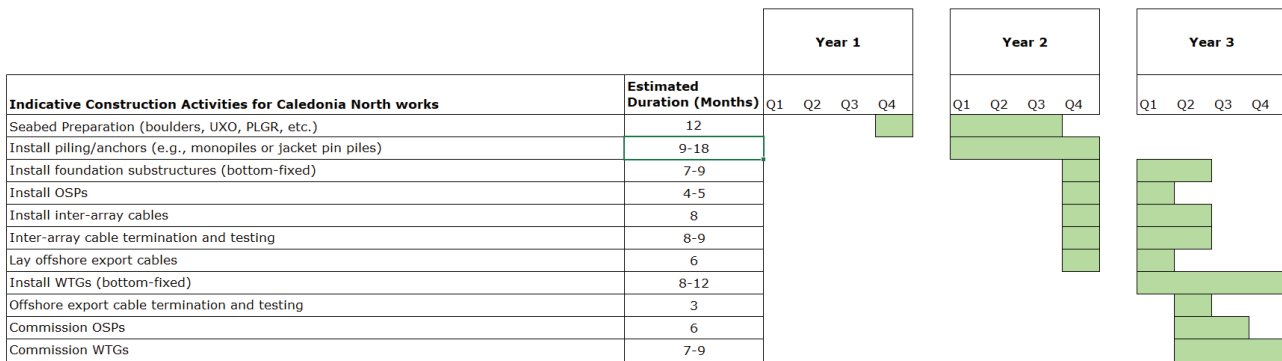 Year 1 Year 2 Year 3
Estimated
Indicative Construction Activities for Caledonia North works Duration (Months) Q1 Q2 Q3 Q4 Q1 Q2 Q3 Q4 Q1 Q2 Q3 Q4
Seabed Preparation (boulders, UXO, PLGR, etc.) 12
Install piling/anchors (e.g., monopiles or jacket pin piles) 9-18
Install foundation substructures (bottom-fixed) 7-9
Install OSPs 4-5
Install inter-array cables 8
Inter-array cable termination and testing 8-9
Lay offshore export cables 6
Install WTGs (bottom-fixed) 8-12
Offshore export cable termination and testing 3
Commission OSPs 6
Commission WTGs 7-9